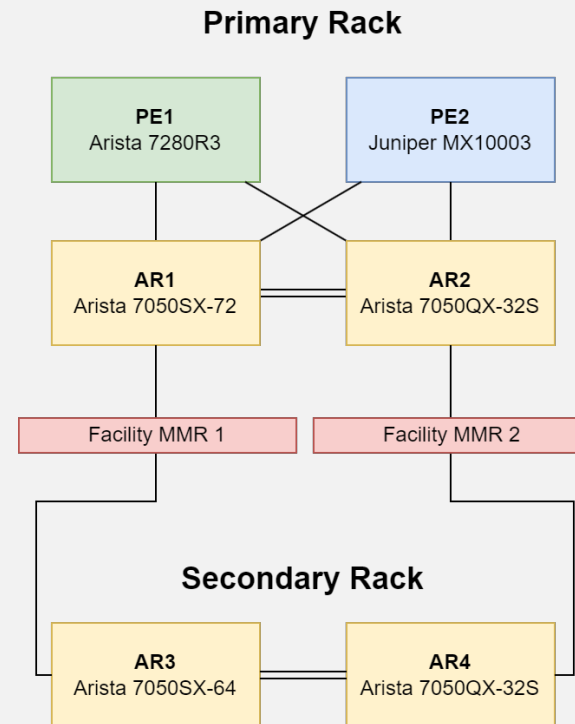 Primary Rack
PE1
Arista 7280R3
PE2
Juniper MX10003
AR1
Arista 7050SX-72
AR2
Arista 7050QX-32S
Facility MMR 1
Facility MMR 2
Secondary Rack
AR3
Arista 7050SX-64
AR4
Arista 7050QX-32S